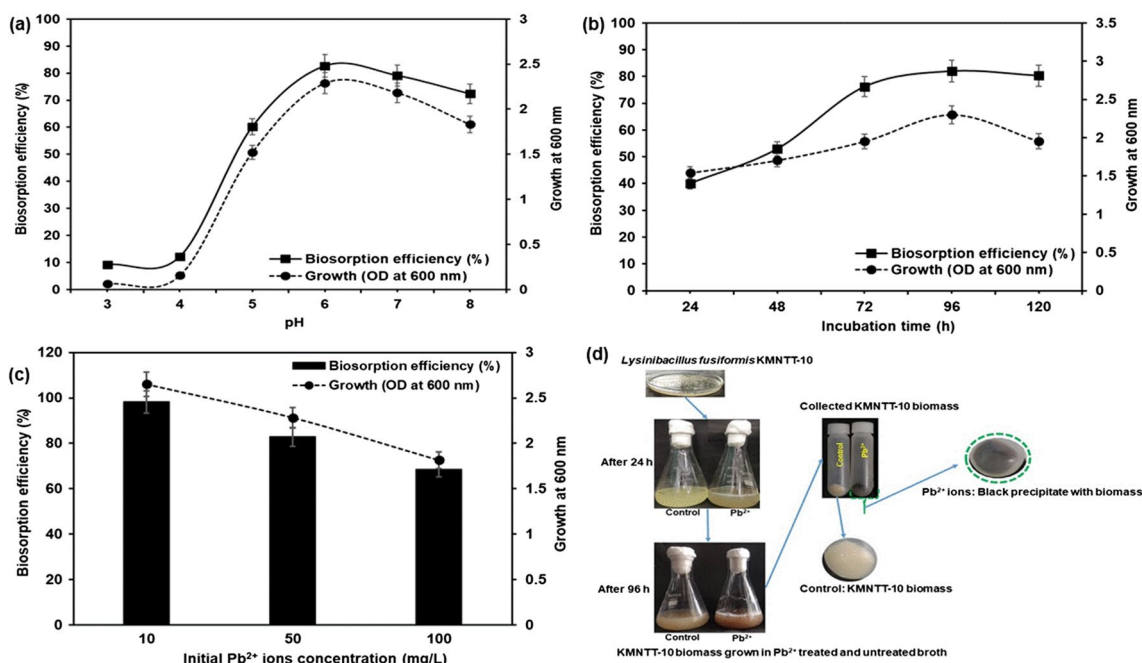 (a)
100
90
80
70
60
50
40
30
20
10
0
Biosorption efficiency (%)
3
2.5
2
1.5
1
0.5
0
Growth at 600 nm
Biosorption efficiency (%)
Growth (OD at 600 nm)
3 4 5 6 7 8
pH
(b)
100
90
80
70
60
50
40
30
20
10
0
Biosorption efficiency (%)
3.5
3
2.5
2
1.5
1
0.5
0
Growth at 600 nm
Biosorption efficiency (%)
Growth (OD at 600 nm)
24 48 72 96 120
Incubation time (h)
(c)
120
100
80
60
40
20
0
Biosorption efficiency (%)
3
2.5
2
1.5
1
0.5
0
Growth at 600 nm
Biosorption efficiency (%)
Growth (OD at 600 nm)
10 50 100
Initial Pb²⁺ ions concentration (mg/L)
(d)
Lysinibacillus fusiformis KMNTT-10
After 24 h
Control Pb²⁺
After 96 h
Control Pb²⁺
KMNTT-10 biomass grown in Pb²⁺ treated and untreated broth
Collected KMNTT-10 biomass
Control
Pb²⁺
Pb²⁺ ions: Black precipitate with biomass
Control: KMNTT-10 biomass